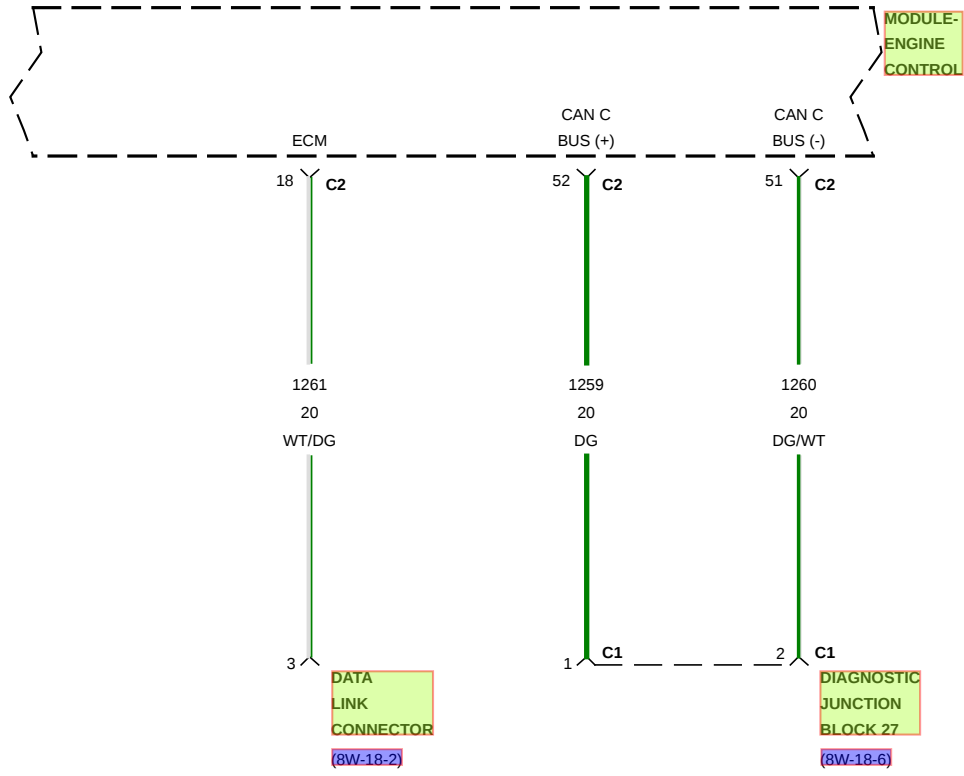 MODULE-
ENGINE
CONTROL
CAN C CAN C
ECM BUS (+) BUS (-)
18 C2 52 C2 51 C2
1261 1259 1260
20 20 20
WT/DG DG DG/WT
3 1 C1 2 C1
DATA DIAGNOSTIC
LINK JUNCTION
CONNECTOR BLOCK 27
(8W-18-2) (8W-18-6)